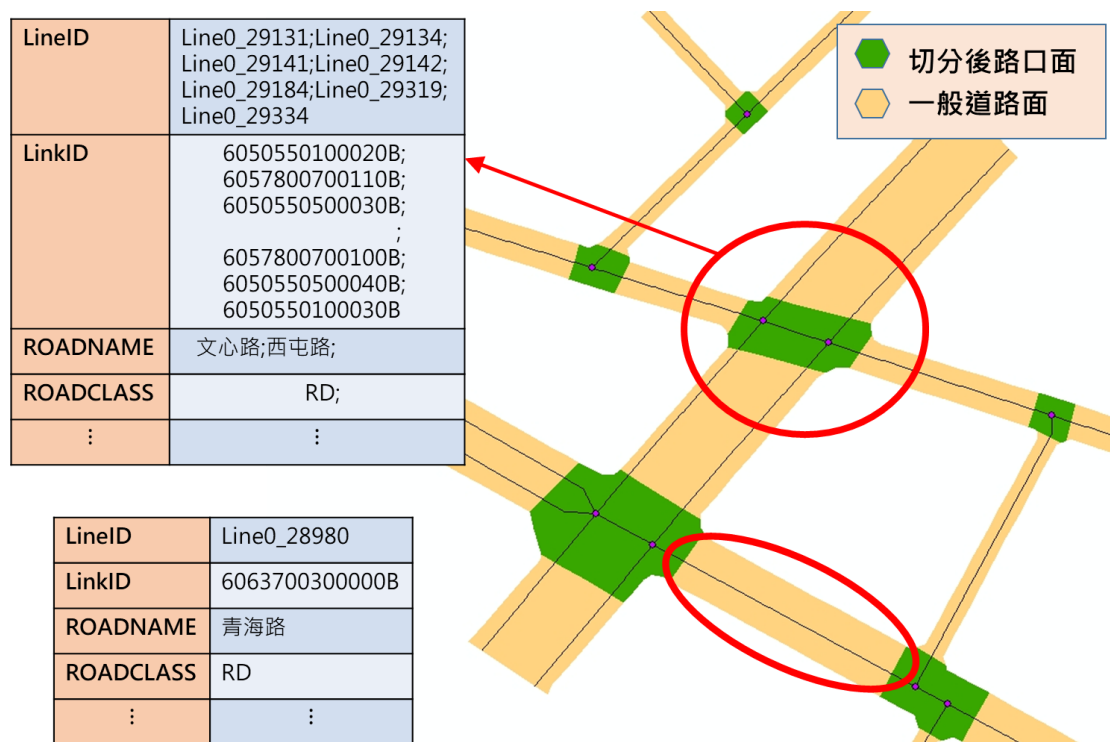 LineID
Line0_29131;Line0_29134;
Line0_29141;Line0_29142;
Line0_29184;Line0_29319;
Line0_29334
LinkID
6050550100020B;
6057800700110B;
6050550500030B;
;
6057800700100B;
6050550500040B;
6050550100030B
ROADNAME
文心路;西屯路;
ROADCLASS
RD;
⋮
⋮
切分後路口面
一般道路面
LineID
Line0_28980
LinkID
6063700300000B
ROADNAME
青海路
ROADCLASS
RD
⋮
⋮